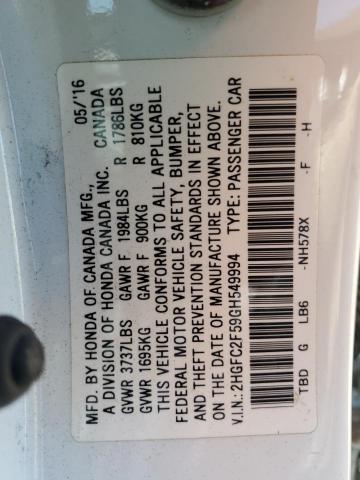 MFD. BY HONDA OF CANADA MFG., 05/'16
A DIVISION OF HONDA CANADA INC. CANADA
GVWR 3737LBS GAWR F 1984LBS R 1786LBS
GVWR 1695KG GAWR F 900KG R 810KG
THIS VEHICLE CONFORMS TO ALL APPLICABLE
FEDERAL MOTOR VEHICLE SAFETY, BUMPER,
AND THEFT PREVENTION STANDARDS IN EFFECT
ON THE DATE OF MANUFACTURE SHOWN ABOVE.
V.I.N.: 2HGFC2F59GH549994 TYPE: PASSENGER CAR
TBD G LB6 -NH578X -F -H